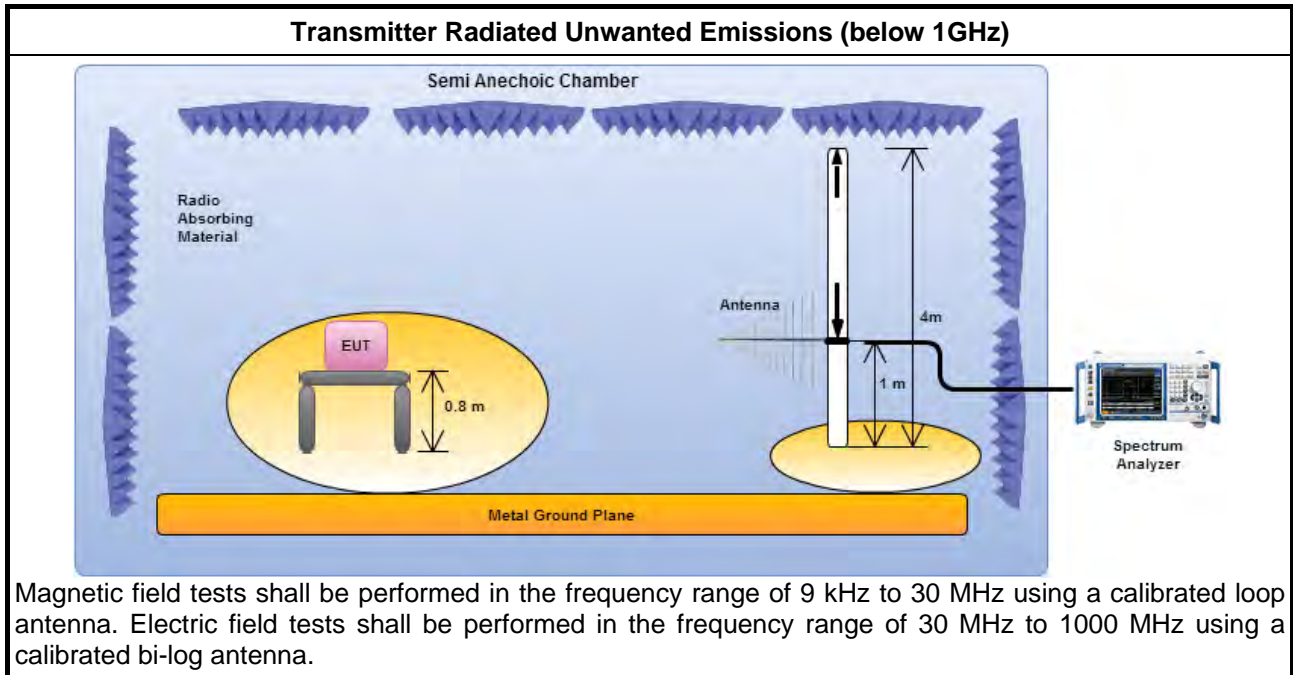 Transmitter Radiated Unwanted Emissions (below 1GHz)
Semi Anechoic Chamber
Radio
Absorbing
Material
Antenna
4m
EUT
1 m
0.8 m
Spectrum
Analyzer
Metal Ground Plane
Magnetic field tests shall be performed in the frequency range of 9 kHz to 30 MHz using a calibrated loop
antenna. Electric field tests shall be performed in the frequency range of 30 MHz to 1000 MHz using a
calibrated bi-log antenna.